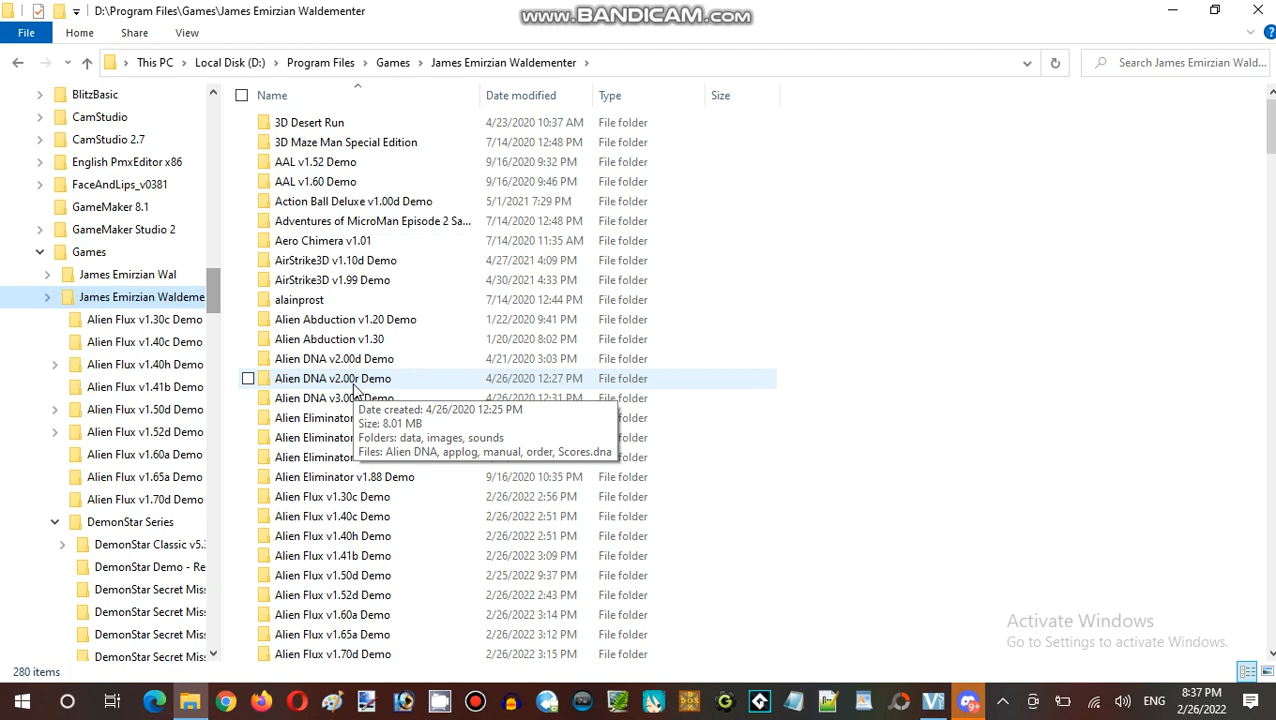 D:\Program Files\Games\James Emirzian Waldementer
www.BANDICAM.com
File Home Share View
This PC Local Disk (D:) Program Files Games James Emirzian Waldementer
Search James Emirzian Wald...
BlitzBasic
CamStudio
CamStudio 2.7
English PmxEditor x86
FaceAndLips_v0381
GameMaker 8.1
GameMaker Studio 2
Games
James Emirzian Wal
James Emirzian Waldeme
Alien Flux v1.30c Demo
Alien Flux v1.40c Demo
Alien Flux v1.40h Demo
Alien Flux v1.41b Demo
Alien Flux v1.50d Demo
Alien Flux v1.52d Demo
Alien Flux v1.60a Demo
Alien Flux v1.65a Demo
Alien Flux v1.70d Demo
DemonStar Series
DemonStar Classic v5.
DemonStar Demo - Re
DemonStar Secret Mis
DemonStar Secret Mis
DemonStar Secret Mis
DemonStar Secret Mis
Name Date modified Type Size
3D Desert Run 4/23/2020 10:37 AM File folder
3D Maze Man Special Edition 7/14/2020 12:48 PM File folder
AAL v1.52 Demo 9/16/2020 9:32 PM File folder
AAL v1.60 Demo 9/16/2020 9:46 PM File folder
Action Ball Deluxe v1.00d Demo 5/1/2021 7:29 PM File folder
Adventures of MicroMan Episode 2 Sa... 7/14/2020 12:48 PM File folder
Aero Chimera v1.01 7/14/2020 11:35 AM File folder
AirStrike3D v1.10d Demo 4/27/2021 4:09 PM File folder
AirStrike3D v1.99 Demo 4/30/2021 4:33 PM File folder
alainprost 7/14/2020 12:44 PM File folder
Alien Abduction v1.20 Demo 1/22/2020 9:41 PM File folder
Alien Abduction v1.30 1/20/2020 8:02 PM File folder
Alien DNA v2.00d Demo 4/21/2020 3:03 PM File folder
Alien DNA v2.00r Demo 4/26/2020 12:27 PM File folder
Alien DNA v3.00 Demo 4/26/2020 12:31 PM File folder
Alien Eliminator
Alien Eliminator
Alien Eliminator
Date created: 4/26/2020 12:25 PM
Size: 8.01 MB
Folders: data, images, sounds
Files: Alien DNA, applog, manual, order, Scores.dna
File folder
File folder
File folder
Alien Eliminator v1.88 Demo 9/16/2020 10:35 PM File folder
Alien Flux v1.30c Demo 2/26/2022 2:56 PM File folder
Alien Flux v1.40c Demo 2/26/2022 2:51 PM File folder
Alien Flux v1.40h Demo 2/26/2022 2:51 PM File folder
Alien Flux v1.41b Demo 2/26/2022 3:09 PM File folder
Alien Flux v1.50d Demo 2/25/2022 9:37 PM File folder
Alien Flux v1.52d Demo 2/26/2022 2:43 PM File folder
Alien Flux v1.60a Demo 2/26/2022 3:14 PM File folder
Alien Flux v1.65a Demo 2/26/2022 3:12 PM File folder
Alien Flux v1.70d Demo 2/26/2022 3:15 PM File folder
Activate Windows
Go to Settings to activate Windows.
280 items
ENG
8:37 PM
2/26/2022